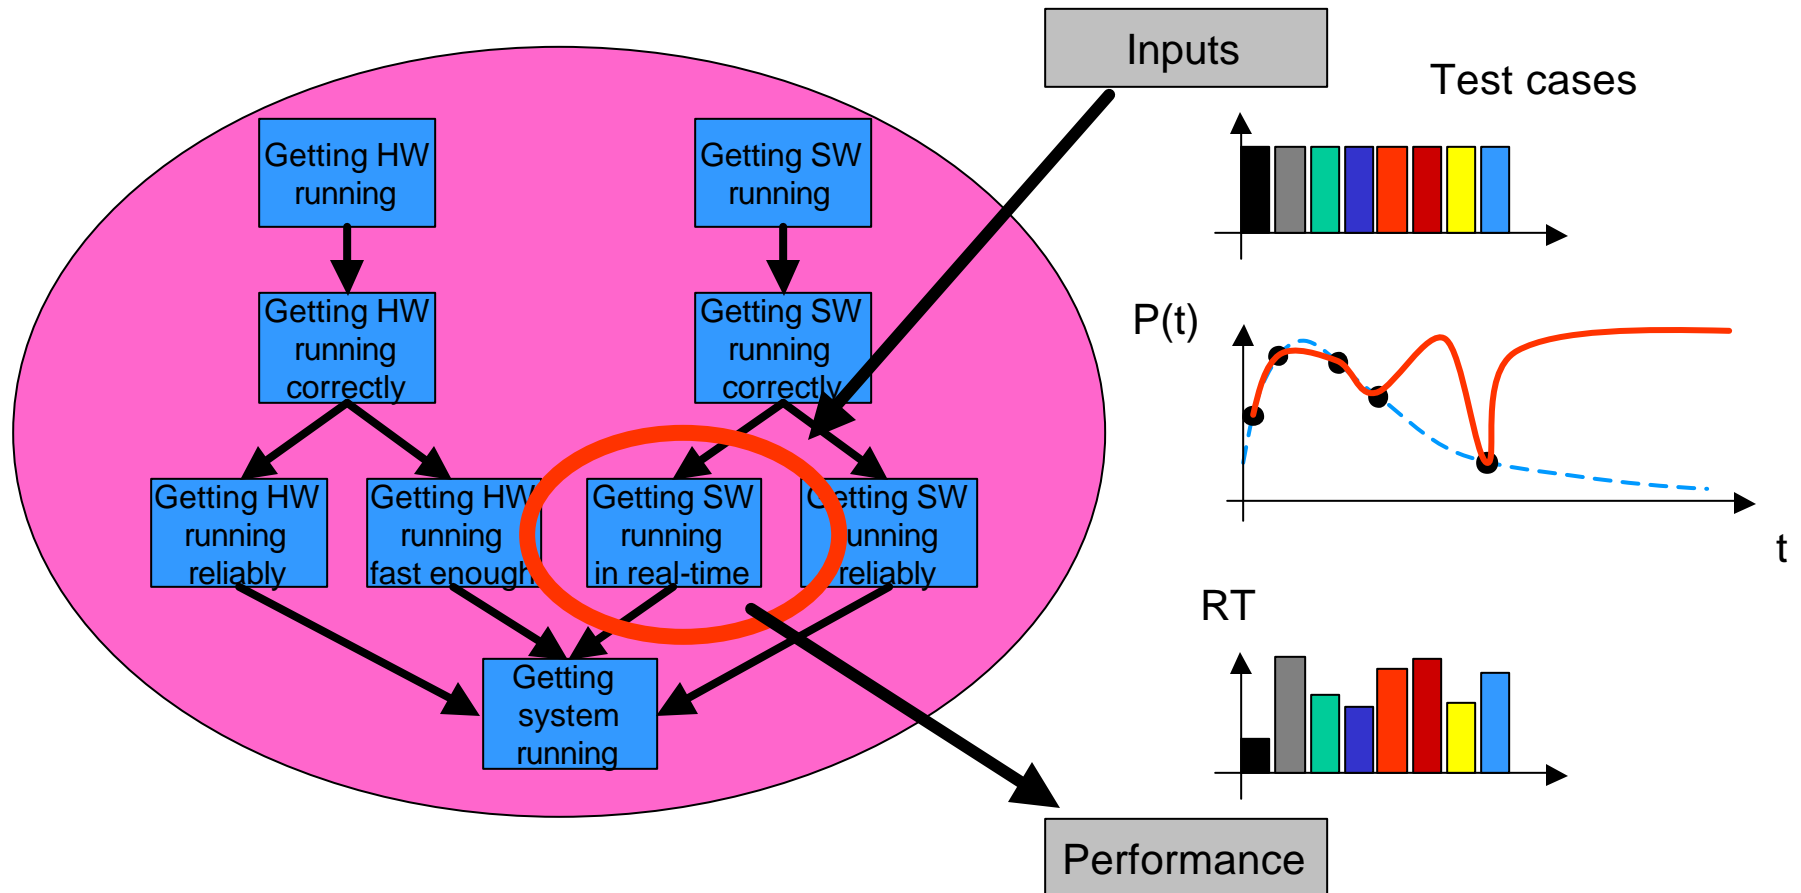 Inputs
Test cases
Getting HW
running
Getting SW
running
Getting HW
running
correctly
Getting SW
running
correctly
P(t)
t
Getting HW
running
reliably
Getting HW
running
fast enough
Getting SW
running
in real-time
Getting SW
running
reliably
RT
Getting
system
running
Performance